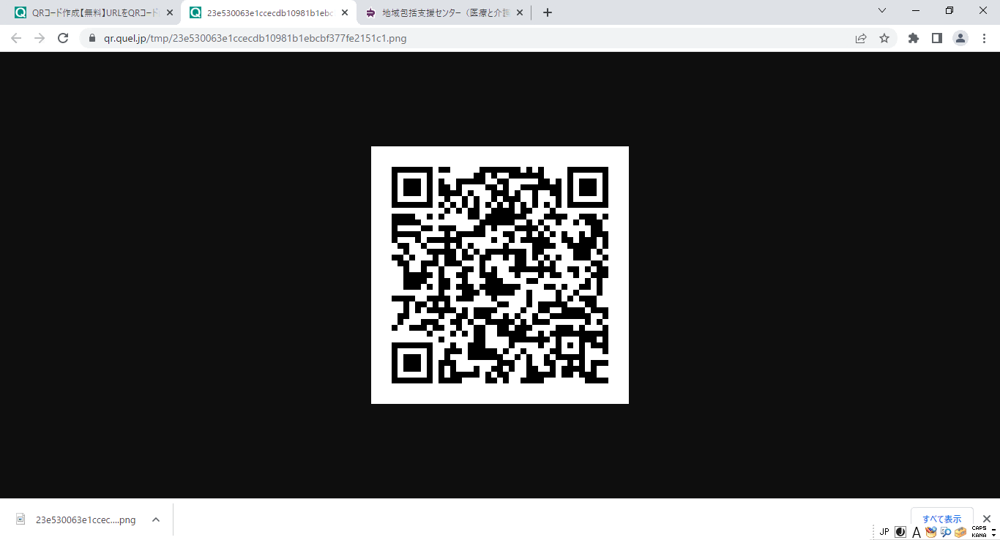 QRコード作成【無料】URLをQRコード
23e530063e1ccecdb10981b1ebc
地域包括支援センター（医療と介護
qr.quel.jp/tmp/23e530063e1ccecdb10981b1ebcbf377fe2151c1.png
23e530063e1ccec....png
すべて表示
JP A CAPS
KANA